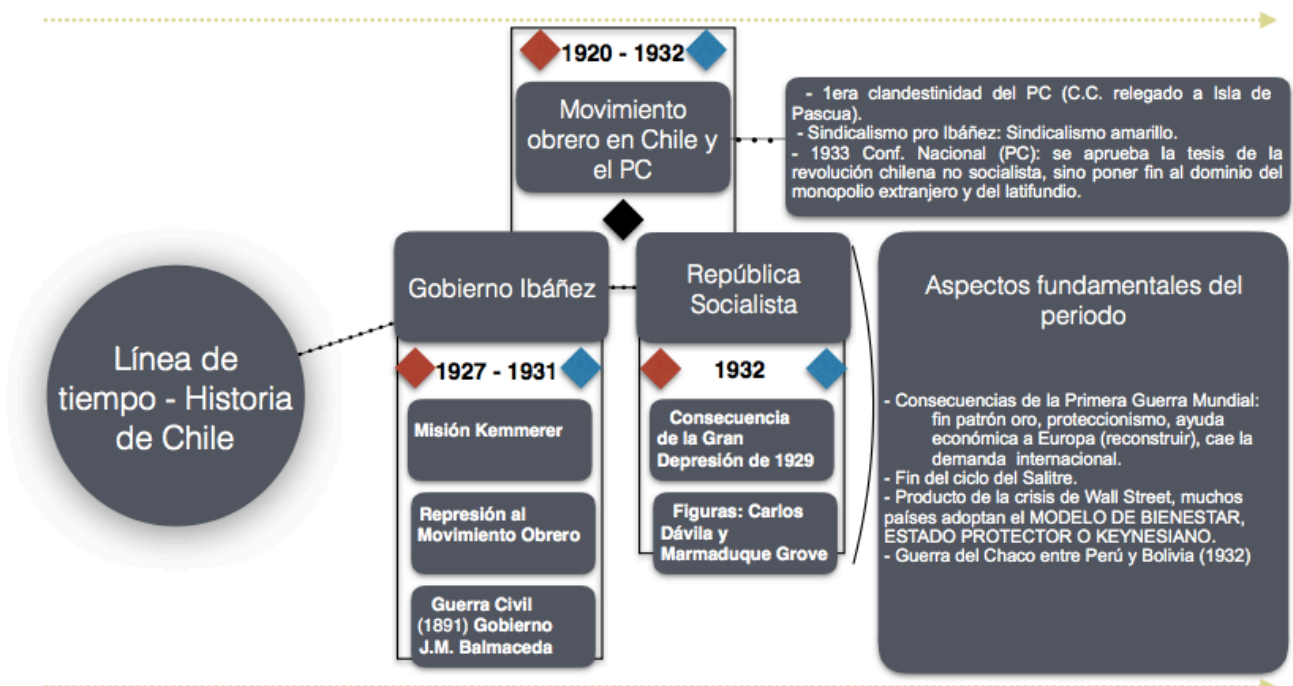 1920 - 1932
Movimiento
obrero en Chile y
el PC
- 1era clandestinidad del PC (C.C. relegado a Isla de
Pascua).
- Sindicalismo pro Ibáñez: Sindicalismo amarillo.
- 1933 Conf. Nacional (PC): se aprueba la tesis de la
revolución chilena no socialista, sino poner fin al dominio del
monopolio extranjero y del latifundio.
Línea de
tiempo - Historia
de Chile
Gobierno Ibáñez
1927 - 1931
Misión Kemmerer
Represión al
Movimiento Obrero
Guerra Civil
(1891) Gobierno
J.M. Balmaceda
República
Socialista
1932
Consecuencia
de la Gran
Depresión de 1929
Figuras: Carlos
Dávila y
Marmaduque Grove
Aspectos fundamentales del
periodo
- Consecuencias de la Primera Guerra Mundial:
fin patrón oro, proteccionismo, ayuda
económica a Europa (reconstruir), cae la
demanda internacional.
- Fin del ciclo del Salitre.
- Producto de la crisis de Wall Street, muchos
países adoptan el MODELO DE BIENESTAR,
ESTADO PROTECTOR O KEYNESIANO.
- Guerra del Chaco entre Perú y Bolivia (1932)